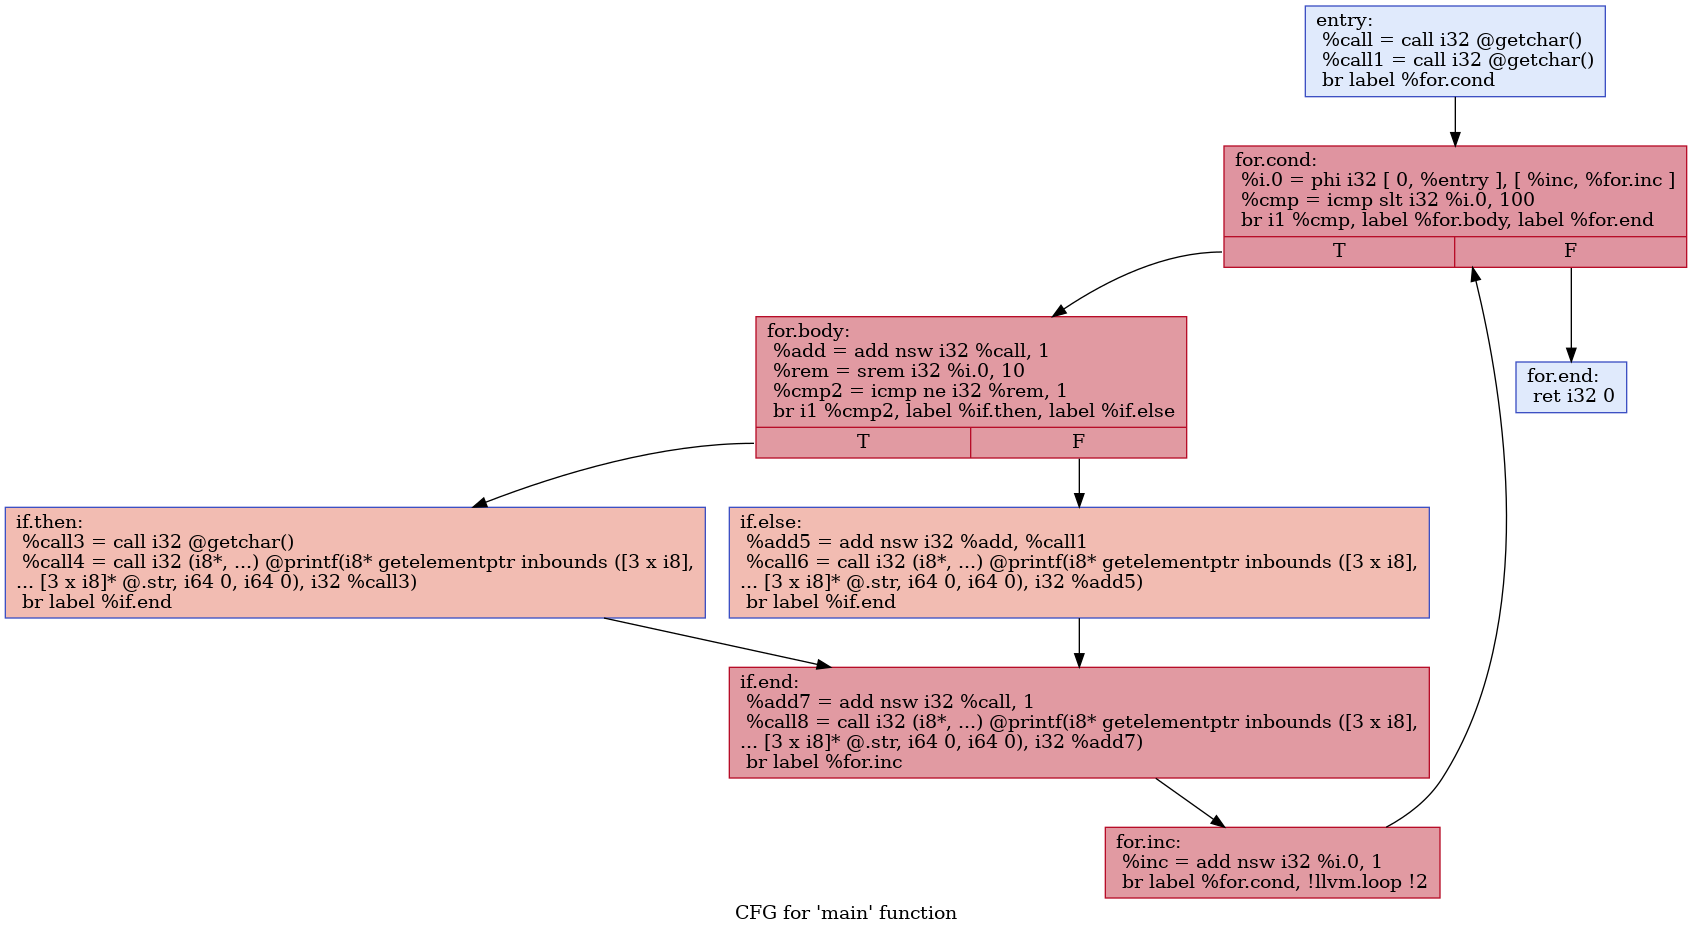 entry:
%call = call i32 @getchar()
%call1 = call i32 @getchar()
br label %for.cond
for.cond:
%i.0 = phi i32 [ 0, %entry ], [ %inc, %for.inc ]
%cmp = icmp slt i32 %i.0, 100
br i1 %cmp, label %for.body, label %for.end
T
F
for.body:
%add = add nsw i32 %call, 1
%rem = srem i32 %i.0, 10
%cmp2 = icmp ne i32 %rem, 1
br i1 %cmp2, label %if.then, label %if.else
T
F
for.end:
ret i32 0
if.then:
%call3 = call i32 @getchar()
%call4 = call i32 (i8*, ...) @printf(i8* getelementptr inbounds ([3 x i8],
... [3 x i8]* @.str, i64 0, i64 0), i32 %call3)
br label %if.end
if.else:
%add5 = add nsw i32 %add, %call1
%call6 = call i32 (i8*, ...) @printf(i8* getelementptr inbounds ([3 x i8],
... [3 x i8]* @.str, i64 0, i64 0), i32 %add5)
br label %if.end
if.end:
%add7 = add nsw i32 %call, 1
%call8 = call i32 (i8*, ...) @printf(i8* getelementptr inbounds ([3 x i8],
... [3 x i8]* @.str, i64 0, i64 0), i32 %add7)
br label %for.inc
for.inc:
%inc = add nsw i32 %i.0, 1
br label %for.cond, !llvm.loop !2
CFG for 'main' function